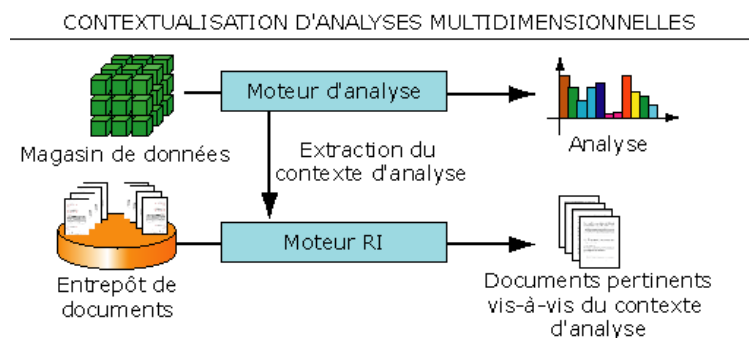 CONTEXTUALISATION D'ANALYSES MULTIDIMENSIONNELLES
Moteur d'analyse
Magasin de données
Extraction du
contexte d'analyse
Analyse
Moteur RI
Entrepôt de
documents
Documents pertinents
vis-à-vis du contexte
d'analyse